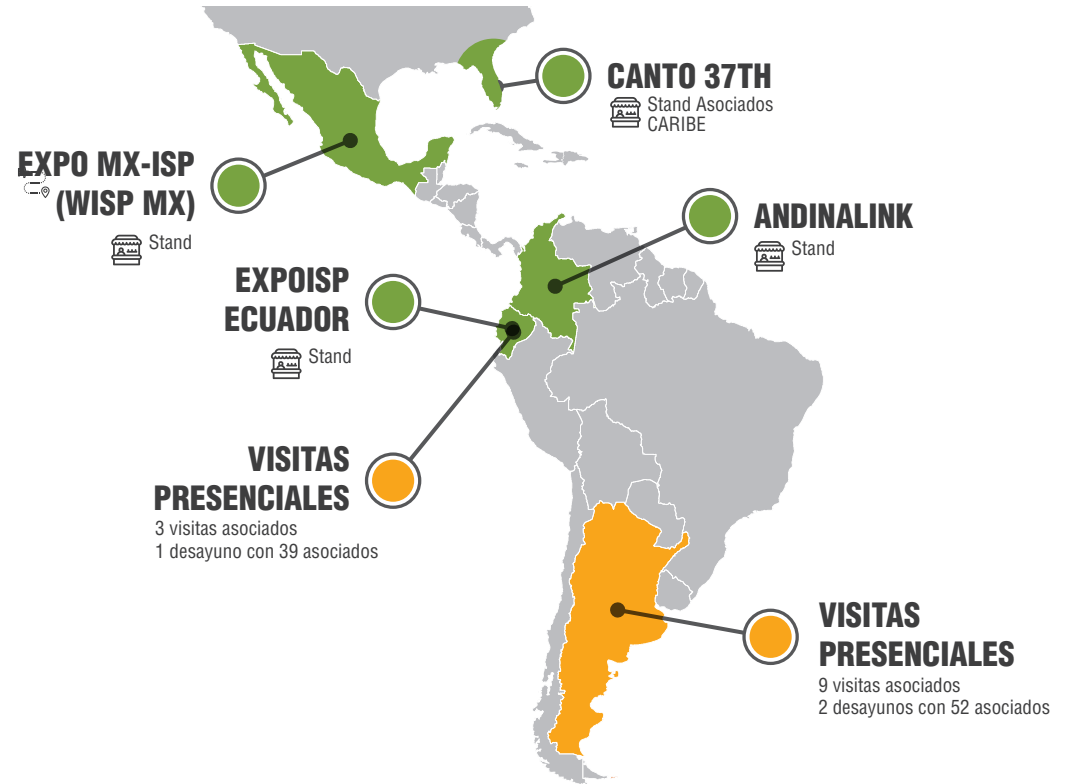 CANTO 37TH
Stand Asociados
CARIBE
EXPO MX-ISP
(WISP MX)
Stand
ANDINALINK
Stand
EXPOISP
ECUADOR
Stand
VISITAS
PRESENCIALES
3 visitas asociados
1 desayuno con 39 asociados
VISITAS
PRESENCIALES
9 visitas asociados
2 desayunos con 52 asociados